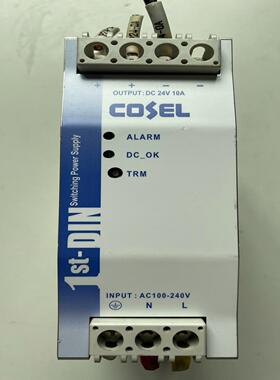 + + − −
OUTPUT: DC 24V 10A
COSEL
ALARM
DC_OK
TRM
1st-DIN
Switching Power Supply
INPUT : AC100-240V
N L